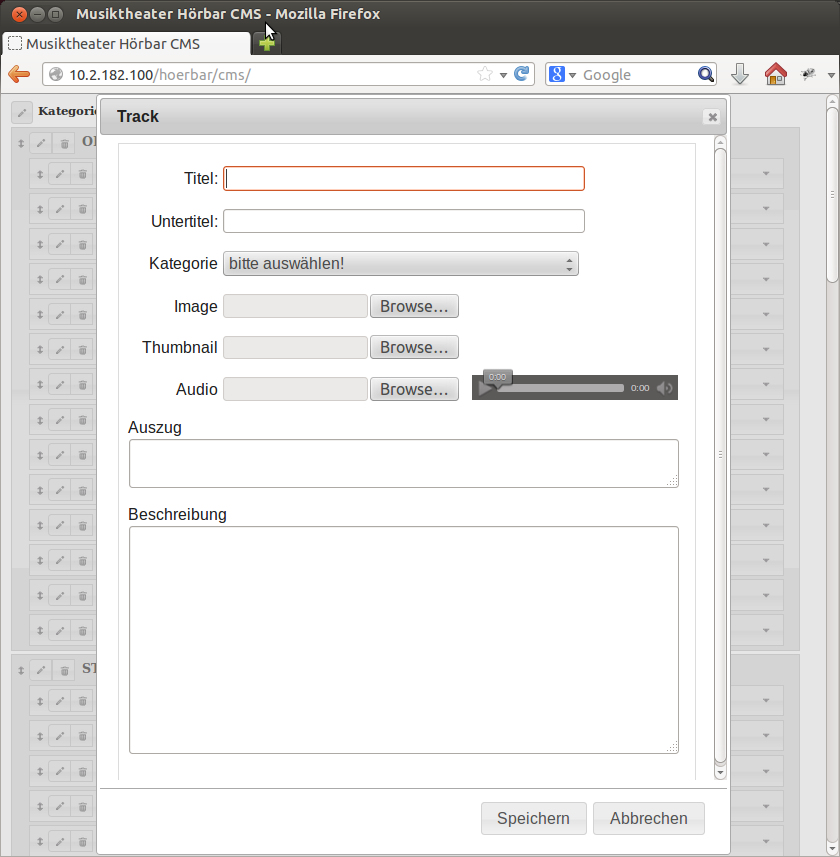 Musiktheater Hörbar CMS - Mozilla Firefox
Musiktheater Hörbar CMS
10.2.182.100/hoerbar/cms/
Google
Track
Titel:
Untertitel:
Kategorie
bitte auswählen!
Image
Browse...
Thumbnail
Browse...
Audio
Browse...
0:00
0:00
Auszug
Beschreibung
Speichern
Abbrechen